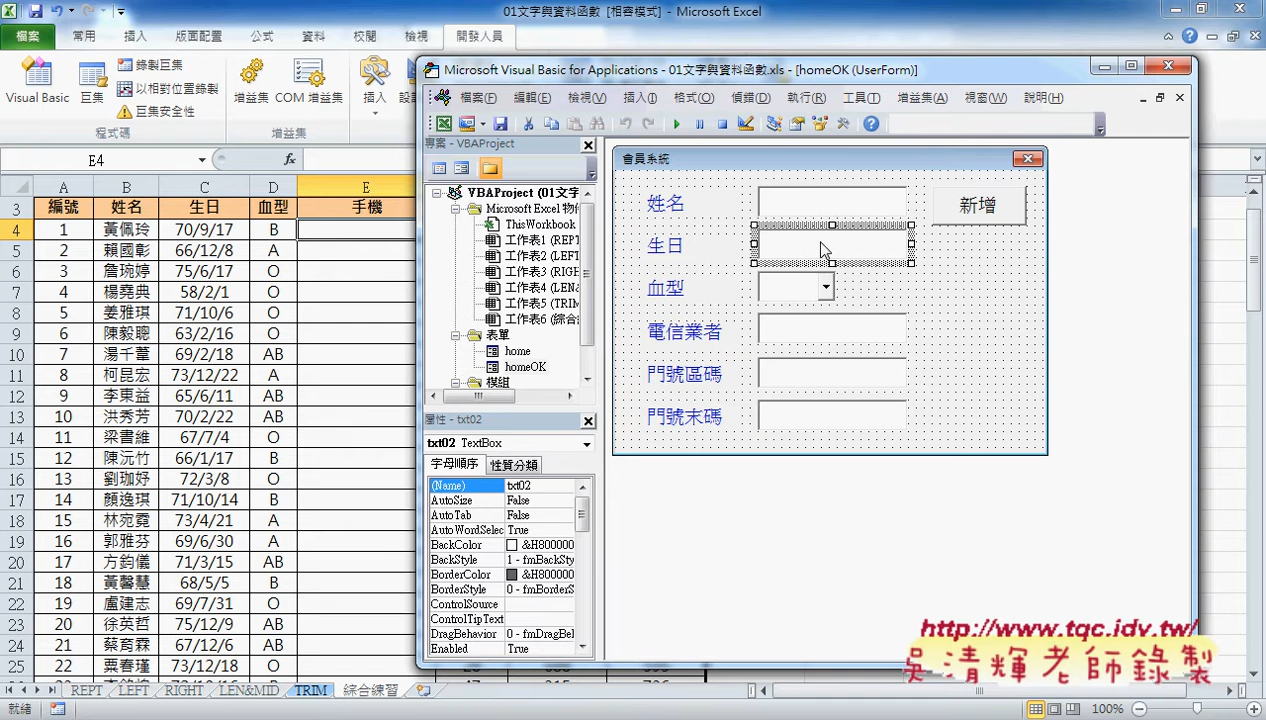 01文字與資料函數 [相容模式] - Microsoft Excel
檔案 常用 插入 版面配置 公式 資料 校閱 檢視 開發人員
Visual Basic 巨集 錄製巨集 以相對位置錄製 巨集安全性 增益集 COM 增益集 插入
程式碼 增益集
E4 fx
A B C D E
3 編號 姓名 生日 血型 手機
4 1 黃佩玲 70/9/17 B
5 2 賴國彰 66/12/8 A
6 3 詹琬婷 75/6/17 O
7 4 楊堯典 58/2/1 O
8 5 姜雅琪 71/10/6 O
9 6 陳毅聰 63/2/16 O
10 7 湯千葦 69/2/18 AB
11 8 柯昆宏 73/12/22 A
12 9 李東益 65/6/11 AB
13 10 洪秀芳 70/2/22 AB
14 11 梁書維 67/7/4 O
15 12 陳沅竹 66/1/17 B
16 13 劉珈妤 72/3/8 O
17 14 顏逸琪 71/10/14 B
18 15 林宛霓 73/4/21 A
19 16 郭雅芬 69/6/30 A
20 17 方鈞儀 71/3/15 AB
21 18 黃馨慧 68/5/5 B
22 19 盧建志 69/7/31 O
23 20 徐英哲 75/12/9 AB
24 21 蔡育霖 67/12/6 AB
25 22 粟春瑾 73/12/18 O
REPT LEFT RIGHT LEN&MID TRIM 綜合練習
就緒 100%
Microsoft Visual Basic for Applications - 01文字與資料函數.xls - [homeOK (UserForm)]
檔案(F) 編輯(E) 檢視(V) 插入(I) 格式(O) 偵錯(D) 執行(R) 工具(T) 增益集(A) 視窗(W) 說明(H)
專案 - VBAProject
VBAProject (01文字
Microsoft Excel 物件
ThisWorkbook
工作表1 (REPT
工作表2 (LEFT
工作表3 (RIGH
工作表4 (LEN&
工作表5 (TRIM
工作表6 (綜合
表單
home
homeOK
模組
屬性 - txt02
txt02 TextBox
字母順序 性質分類
(Name) txt02
AutoSize False
AutoTab False
AutoWordSelec True
BackColor &H800000
BackStyle 1 - fmBackSty
BorderColor &H800000
BorderStyle 0 - fmBorderS
ControlSource
ControlTipText
DragBehavior 0 - fmDragBel
Enabled True
會員系統
姓名 新增
生日
血型
電信業者
門號區碼
門號末碼
http://www.tqc.idv.tw/
吳清輝老師錄製